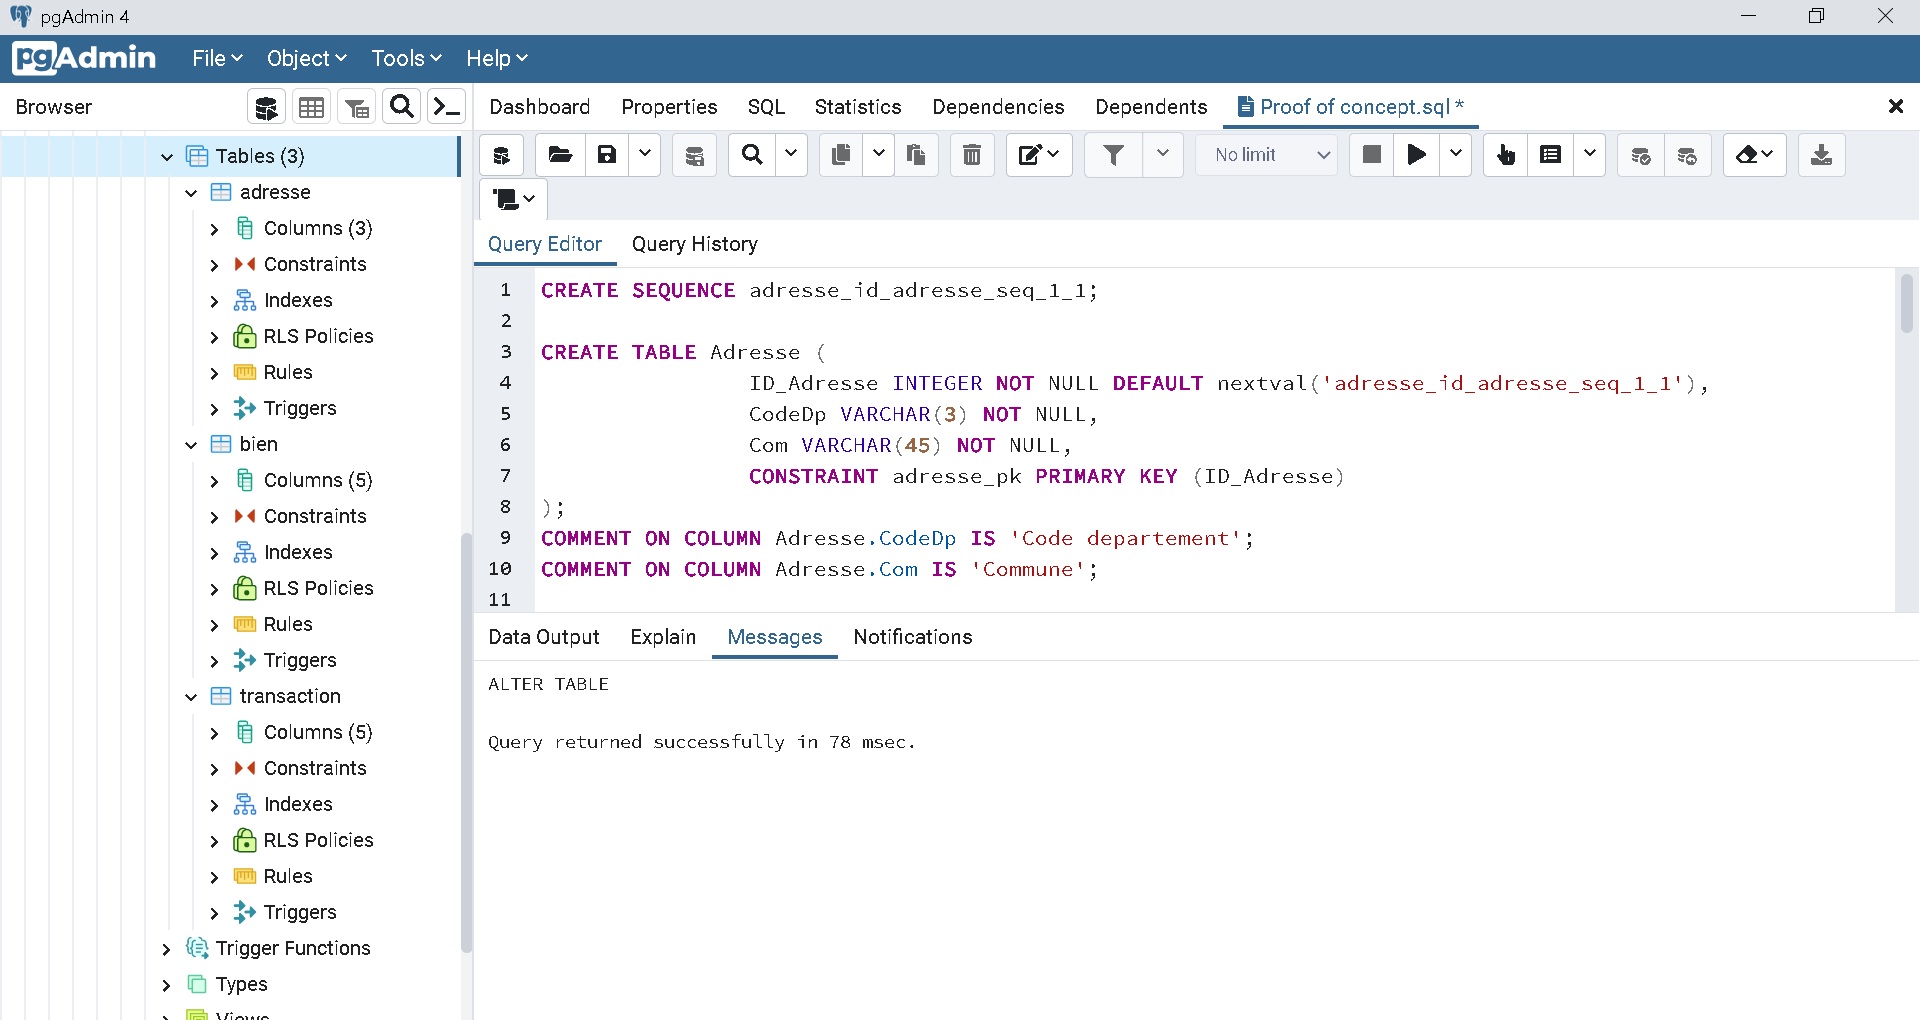 pgAdmin 4
pgAdmin File Object Tools Help
Browser
Dashboard Properties SQL Statistics Dependencies Dependents Proof of concept.sql *
No limit
Tables (3)
adresse
Columns (3)
Constraints
Indexes
RLS Policies
Rules
Triggers
bien
Columns (5)
Constraints
Indexes
RLS Policies
Rules
Triggers
transaction
Columns (5)
Constraints
Indexes
RLS Policies
Rules
Triggers
Trigger Functions
Types
Views
Query Editor Query History
1 CREATE SEQUENCE adresse_id_adresse_seq_1_1;
2
3 CREATE TABLE Adresse (
4 ID_Adresse INTEGER NOT NULL DEFAULT nextval('adresse_id_adresse_seq_1_1'),
5 CodeDp VARCHAR(3) NOT NULL,
6 Com VARCHAR(45) NOT NULL,
7 CONSTRAINT adresse_pk PRIMARY KEY (ID_Adresse)
8 );
9 COMMENT ON COLUMN Adresse.CodeDp IS 'Code departement';
10 COMMENT ON COLUMN Adresse.Com IS 'Commune';
11
Data Output Explain Messages Notifications
ALTER TABLE
Query returned successfully in 78 msec.